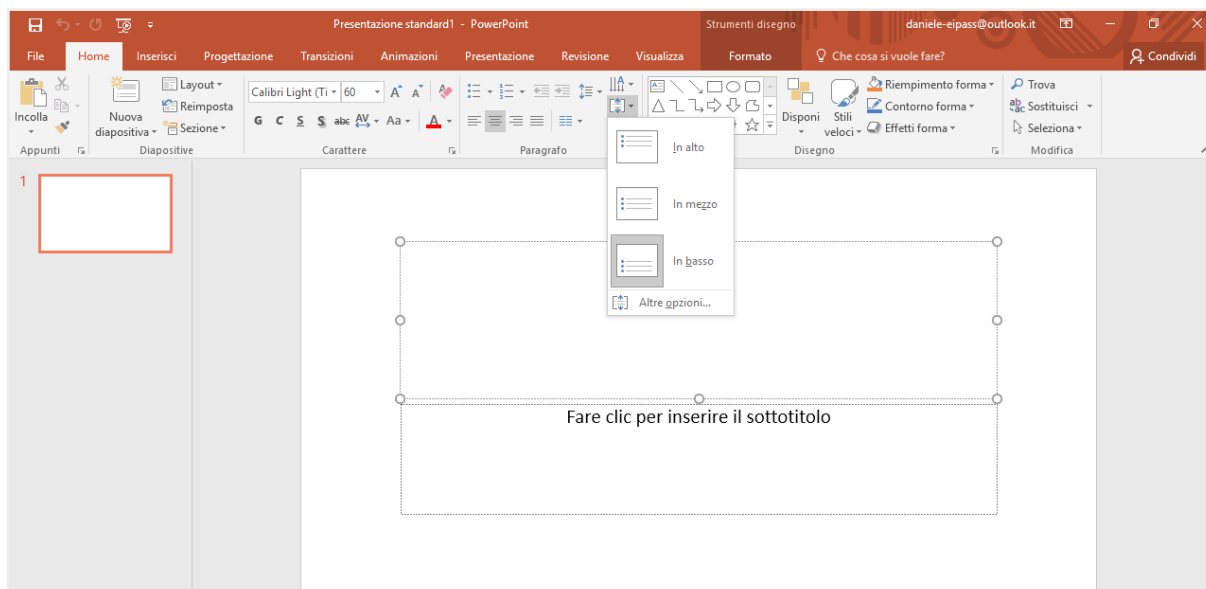 Presentazione standard1 - PowerPoint
Strumenti disegno
daniele-eipass@outlook.it
File Home Inserisci Progettazione Transizioni Animazioni Presentazione Revisione Visualizza Formato Che cosa si vuole fare? Condividi
Incolla
Nuova
diapositiva
Layout
Reimposta
Sezione
Calibri Light (Ti 60
G C S S abc AV Aa A
Disponi
Stili
veloci
Riempimento forma
Contorno forma
Effetti forma
Trova
Sostituisci
Seleziona
Appunti Diapositive Carattere Paragrafo Disegno Modifica
In alto
In mezzo
In basso
Altre opzioni...
1
Fare clic per inserire il sottotitolo